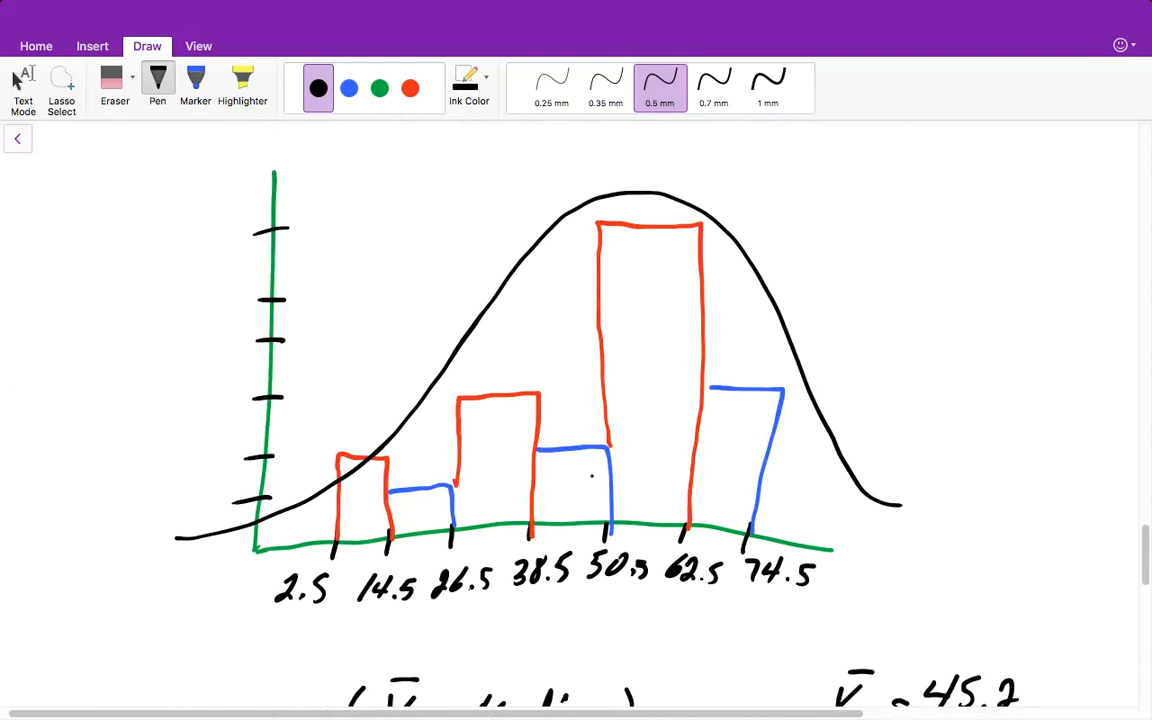 Home Insert Draw View
Text Mode
Lasso Select
Eraser
Pen
Marker
Highlighter
Ink Color
0.25 mm
0.35 mm
0.5 mm
0.7 mm
1 mm
2.5 14.5 26.5 38.5 50.5 62.5 74.5
= 45.2